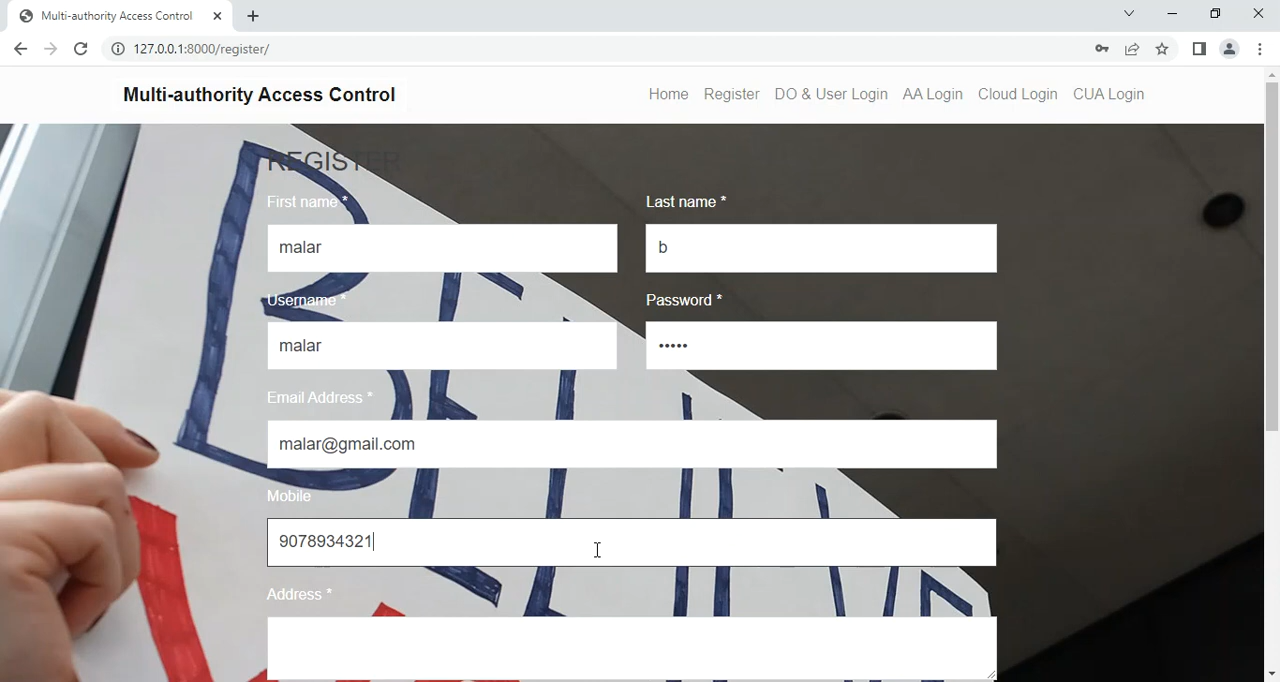 Multi-authority Access Control
127.0.0.1:8000/register/
Multi-authority Access Control
Home Register DO & User Login AA Login Cloud Login CUA Login
REGISTER
First name * Last name *
malar b
Username * Password *
malar •••••
Email Address *
malar@gmail.com
Mobile
9078934321
Address *